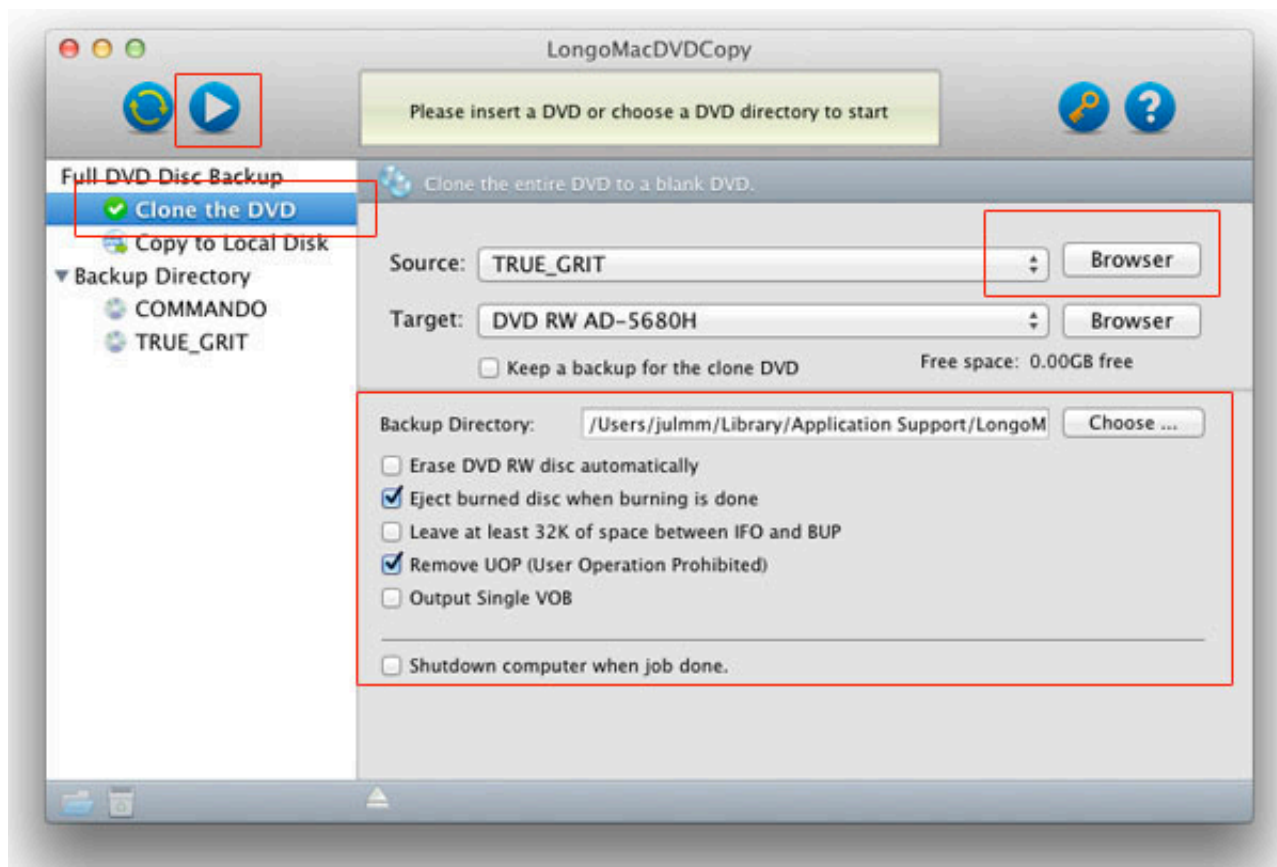 LongoMacDVDCopy
Please insert a DVD or choose a DVD directory to start
Full DVD Disc Backup
Clone the DVD
Copy to Local Disk
Backup Directory
COMMANDO
TRUE_GRIT
Clone the entire DVD to a blank DVD.
Source: TRUE_GRIT Browser
Target: DVD RW AD-5680H Browser
Keep a backup for the clone DVD Free space: 0.00GB free
Backup Directory: /Users/julmm/Library/Application Support/LongoM Choose ...
Erase DVD RW disc automatically
Eject burned disc when burning is done
Leave at least 32K of space between IFO and BUP
Remove UOP (User Operation Prohibited)
Output Single VOB
Shutdown computer when job done.